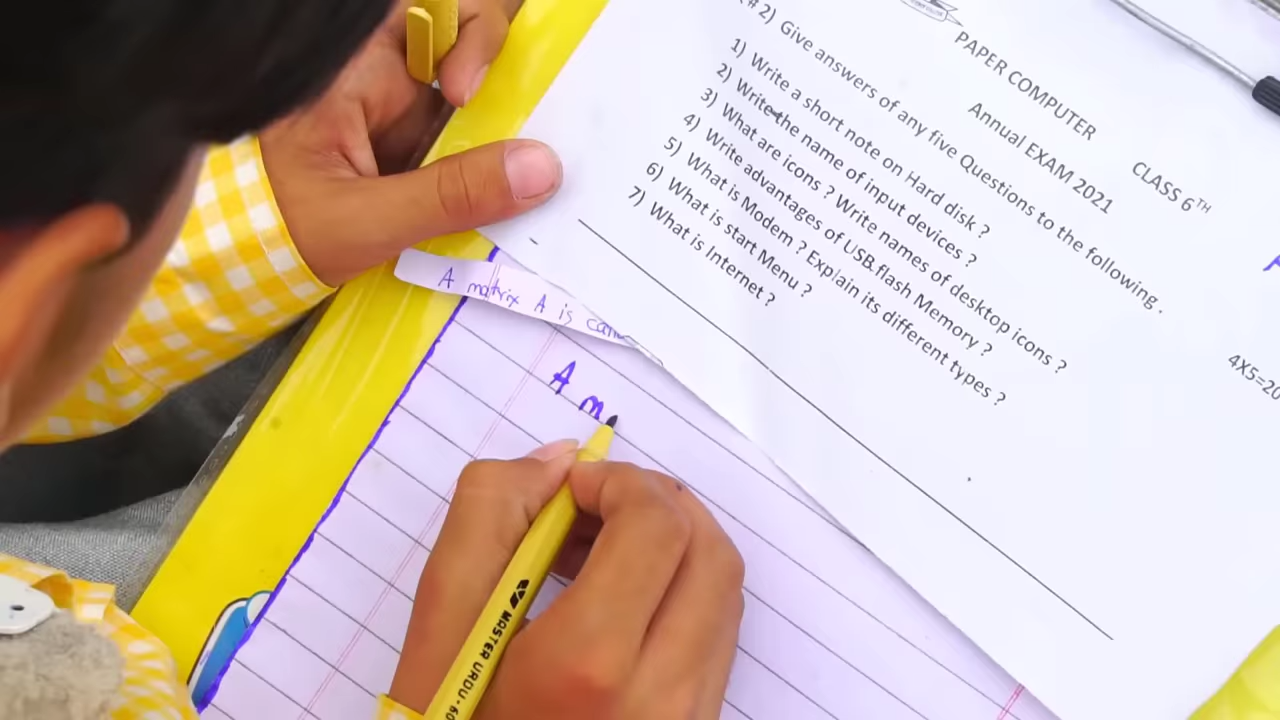 PAPER COMPUTER
Annual EXAM 2021
CLASS 6TH
#2) Give answers of any five Questions to the following .
1) Write a short note on Hard disk ?
2) Write the name of input devices ?
3) What are icons ? Write names of desktop icons ?
4) Write advantages of USB flash Memory ?
5) What is Modem ? Explain its different types ?
6) What is start Menu ?
7) What is Internet ?
4X5=20
A matrix A is
A m
MASTER URDU-60